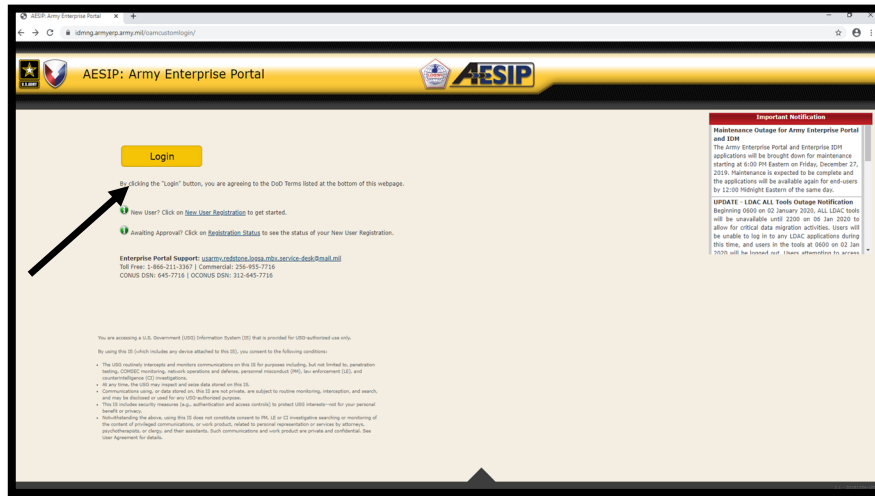 AESIP: Army Enterprise Portal
idmng.armyerp.army.mil/oamcustomlogin/
U.S. ARMY
AESIP: Army Enterprise Portal
AESIP
Important Notification
Login
Maintenance Outage for Army Enterprise Portal
and IDM
The Army Enterprise Portal and Enterprise IDM
applications will be brought down for maintenance
starting at 6:00 PM Eastern on Friday, December 27,
2019. Maintenance is expected to be complete and
the applications will be available again for end-users
by 12:00 Midnight Eastern of the same day.
UPDATE - LDAC ALL Tools Outage Notification
Beginning 0600 on 02 January 2020, ALL LDAC tools
will be unavailable until 2200 on 06 Jan 2020 to
allow for critical data migration activities. Users will
be unable to log in to any LDAC applications during
this time, and users in the tools at 0600 on 02 Jan
2020 will be logged out. Users attempting to access
By clicking the "Login" button, you are agreeing to the DoD Terms listed at the bottom of this webpage.
New User? Click on New User Registration to get started.
Awaiting Approval? Click on Registration Status to see the status of your New User Registration.
Enterprise Portal Support: usarmy.redstone.logsa.mbx.service-desk@mail.mil
Toll Free: 1-866-211-3367 | Commercial: 256-955-7716
CONUS DSN: 645-7716 | OCONUS DSN: 312-645-7716
You are accessing a U.S. Government (USG) Information System (IS) that is provided for USG-authorized use only.
By using this IS (which includes any device attached to this IS), you consent to the following conditions:
• The USG routinely intercepts and monitors communications on this IS for purposes including, but not limited to, penetration
testing, COMSEC monitoring, network operations and defense, personnel misconduct (PM), law enforcement (LE), and
counterintelligence (CI) investigations.
• At any time, the USG may inspect and seize data stored on this IS.
• Communications using, or data stored on, this IS are not private, are subject to routine monitoring, interception, and search,
and may be disclosed or used for any USG-authorized purpose.
• This IS includes security measures (e.g., authentication and access controls) to protect USG interests--not for your personal
benefit or privacy.
• Notwithstanding the above, using this IS does not constitute consent to PM, LE or CI investigative searching or monitoring of
the content of privileged communications, or work product, related to personal representation or services by attorneys,
psychotherapists, or clergy, and their assistants. Such communications and work product are private and confidential. See
User Agreement for details.